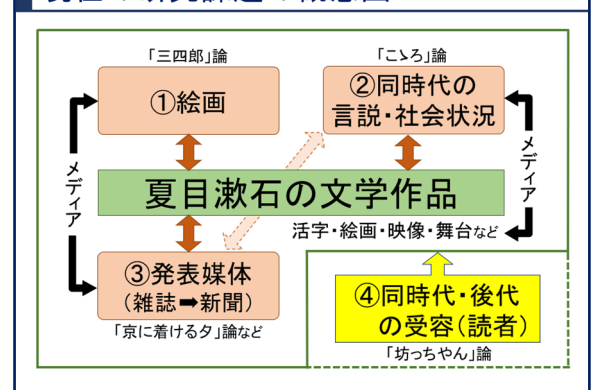 「三四郎」論
①絵画
「こゝろ」論
②同時代の
言説・社会状況
メディア
メディア
夏目漱石の文学作品
活字・絵画・映像・舞台など
③発表媒体
(雑誌➡新聞)
「京に着ける夕」論など
④同時代・後代
の受容(読者)
「坊っちやん」論